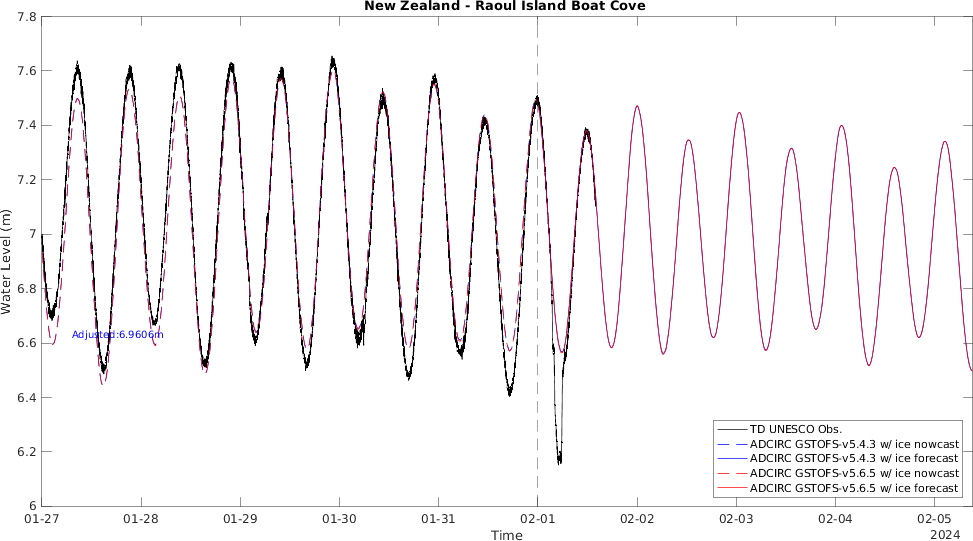 New Zealand - Raoul Island Boat Cove
7.8
7.6
7.4
7.2
7
6.8
6.6
6.4
6.2
6
Water Level (m)
Adjusted:6.9606m
TD UNESCO Obs.
ADCIRC GSTOFS-v5.4.3 w/ ice nowcast
ADCIRC GSTOFS-v5.4.3 w/ ice forecast
ADCIRC GSTOFS-v5.6.5 w/ ice nowcast
ADCIRC GSTOFS-v5.6.5 w/ ice forecast
01-27 01-28 01-29 01-30 01-31 02-01 02-02 02-03 02-04 02-05
2024
Time